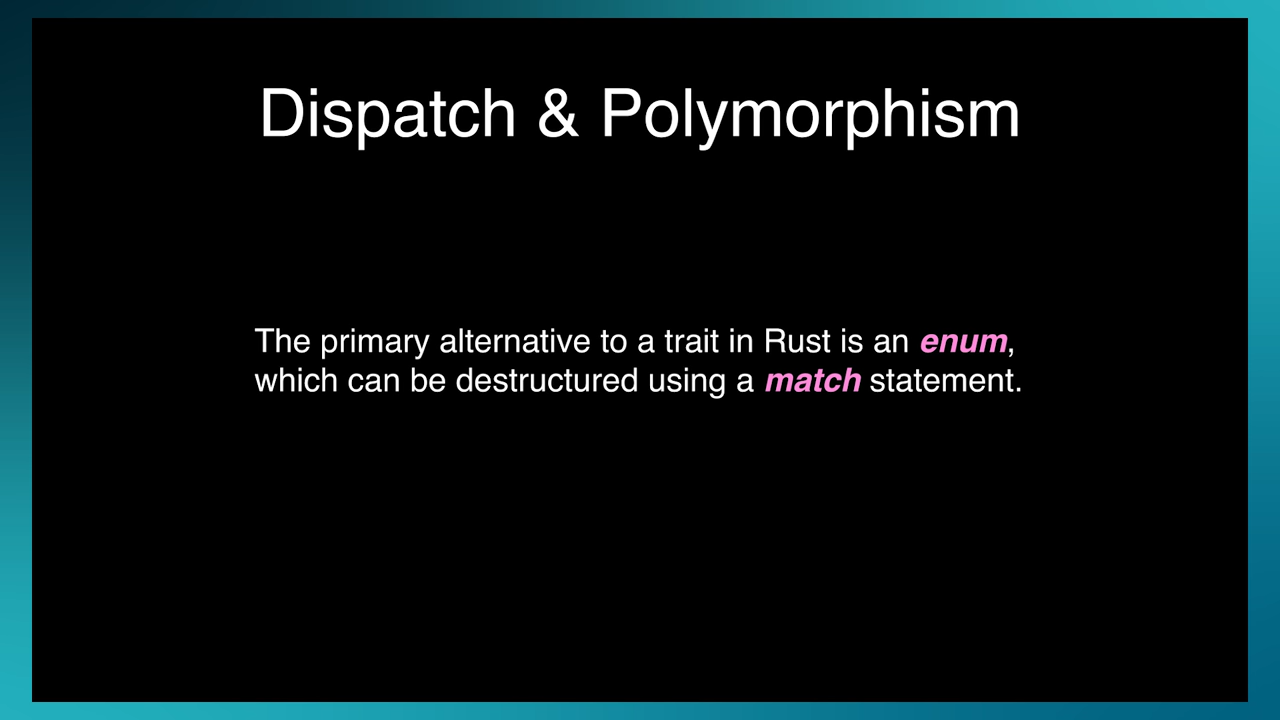 Dispatch & Polymorphism
The primary alternative to a trait in Rust is an enum,
which can be destructured using a match statement.